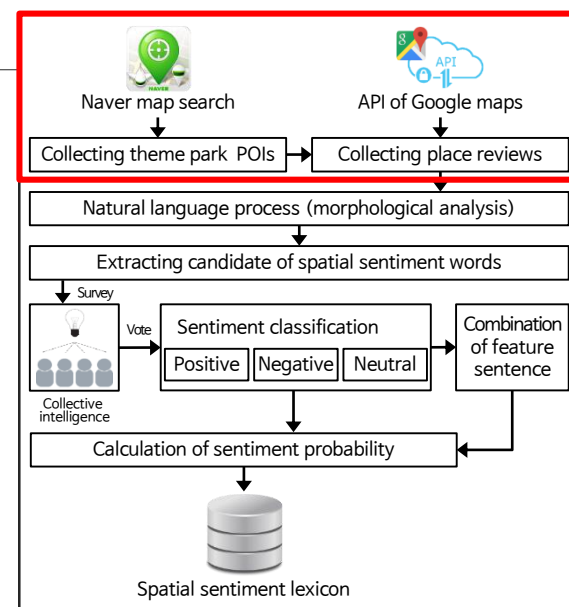 NAVER
8
API
Naver map search
API of Google maps
Collecting theme park POIs
Collecting place reviews
Natural language process (morphological analysis)
Extracting candidate of spatial sentiment words
Survey
Vote
Collective
intelligence
Sentiment classification
Positive
Negative
Neutral
Combination
of feature
sentence
Calculation of sentiment probability
Spatial sentiment lexicon